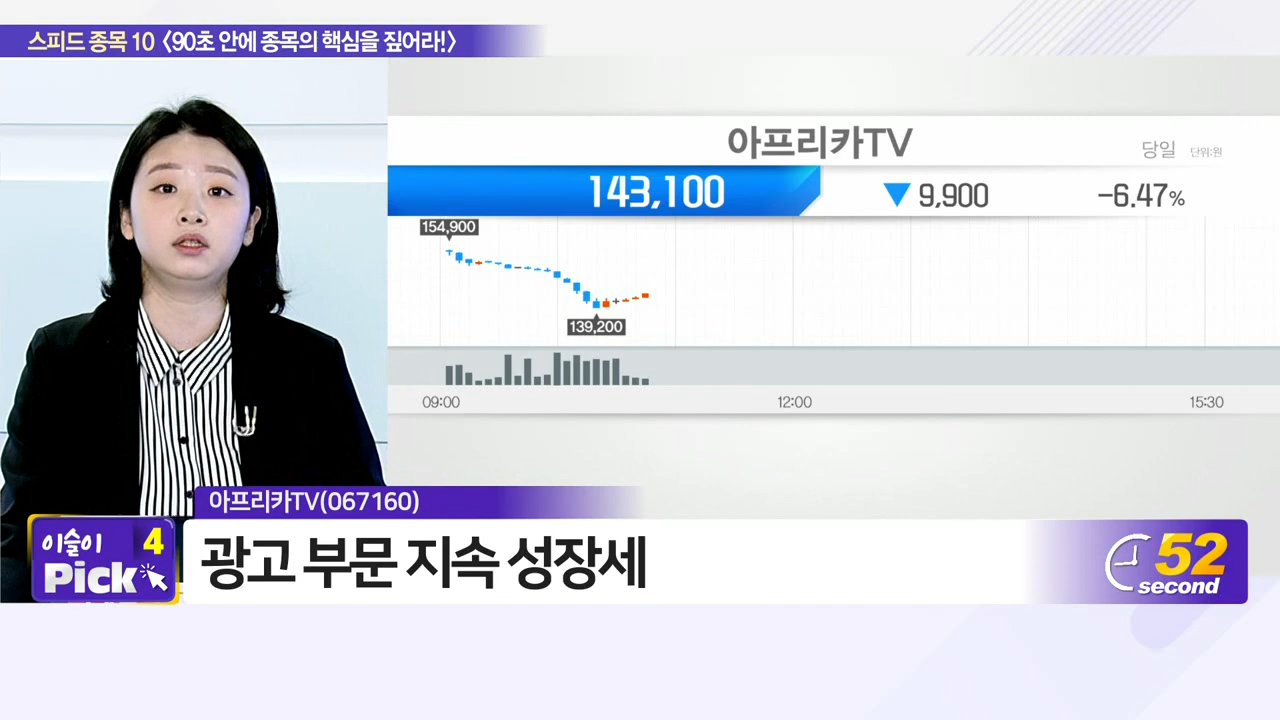 스피드 종목 10 〈90초 안에 종목의 핵심을 짚어라!〉
아프리카TV
당일 단위:원
143,100 ▼ 9,900 -6.47%
154,900
139,200
09:00 12:00 15:30
아프리카TV(067160)
이슬이 4
Pick
광고 부문 지속 성장세
52
second